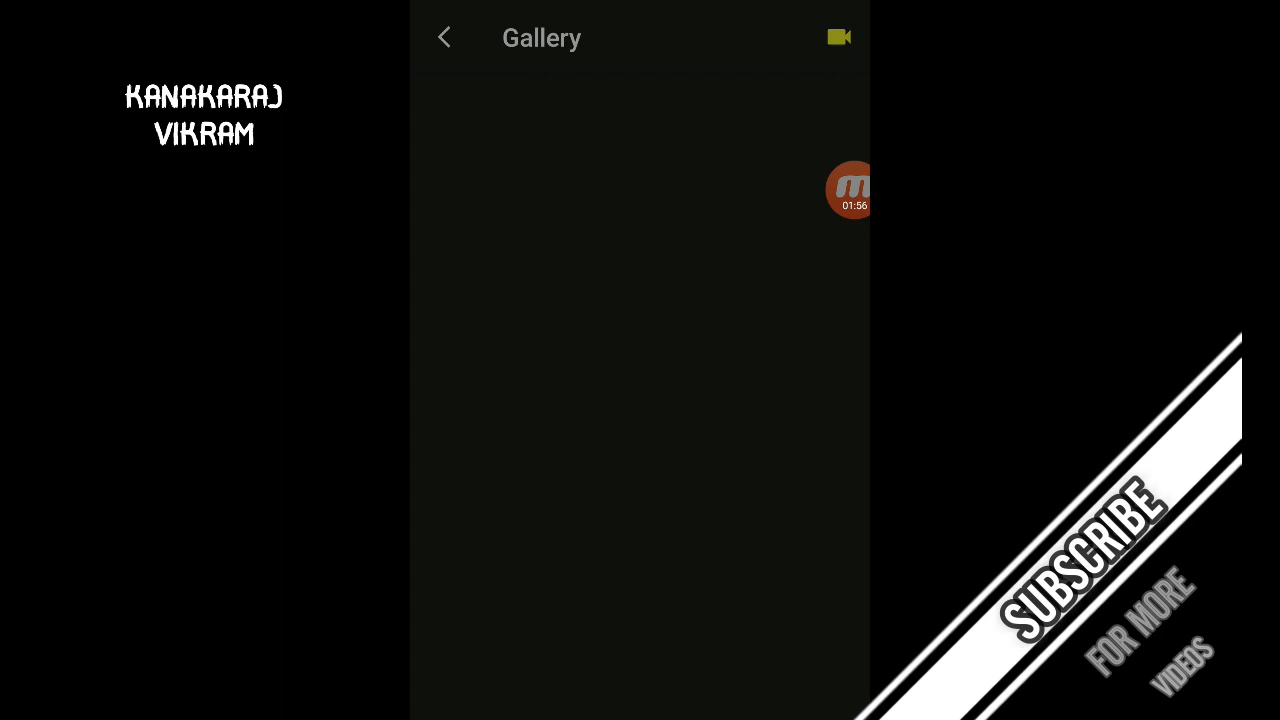 Gallery
KANAKARAJ
VIKRAM
m
01:56
SUBSCRIBE
FOR MORE
VIDEOS